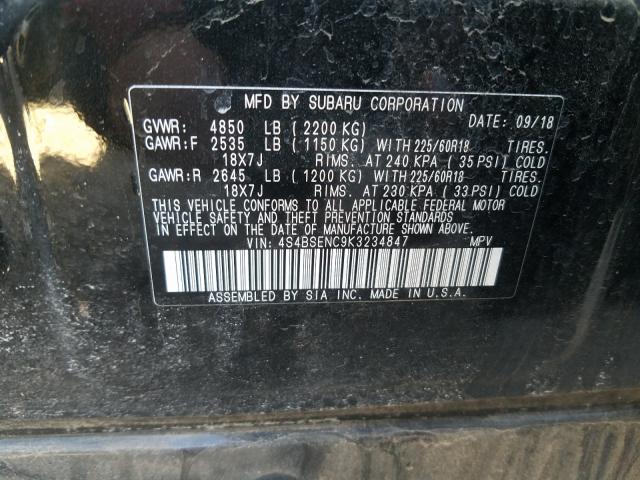 MFD BY SUBARU CORPORATION DATE: 09/18
GVWR: 4850 LB (2200 KG)
GAWR:F 2535 LB (1150 KG) WITH 225/60R18 TIRES.
18X7J RIMS. AT 240 KPA (35 PSI) COLD
GAWR:R 2645 LB (1200 KG) WITH 225/60R18 TIRES.
18X7J RIMS. AT 230 KPA (33 PSI) COLD
THIS VEHICLE CONFORMS TO ALL APPLICABLE FEDERAL MOTOR
VEHICLE SAFETY AND THEFT PREVENTION STANDARDS
IN EFFECT ON THE DATE OF MANUFACTURE SHOWN ABOVE.
VIN: 4S4BSENC9K3234847 MPV
ASSEMBLED BY SIA INC. MADE IN U.S.A.